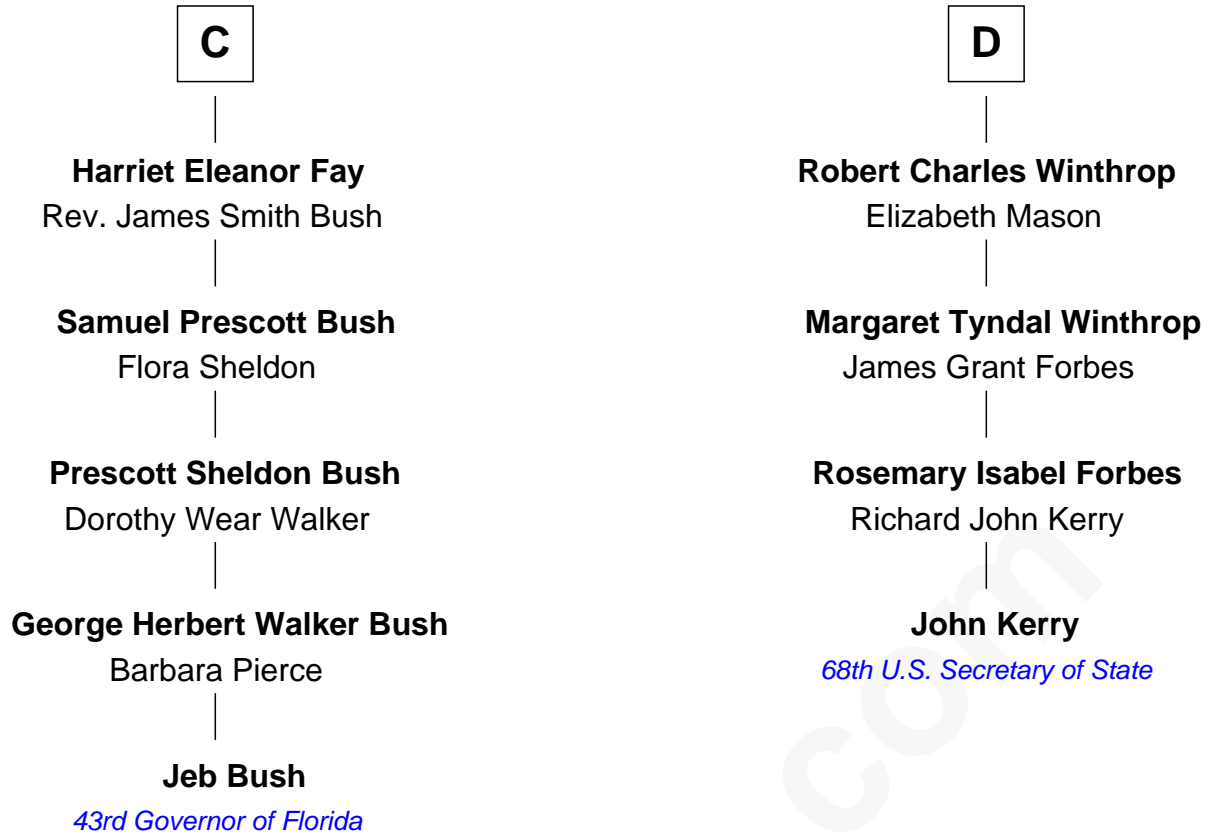 C
Harriet Eleanor Fay
Rev. James Smith Bush
Samuel Prescott Bush
Flora Sheldon
Prescott Sheldon Bush
Dorothy Wear Walker
George Herbert Walker Bush
Barbara Pierce
Jeb Bush
43rd Governor of Florida
D
Robert Charles Winthrop
Elizabeth Mason
Margaret Tyndal Winthrop
James Grant Forbes
Rosemary Isabel Forbes
Richard John Kerry
John Kerry
68th U.S. Secretary of State
com